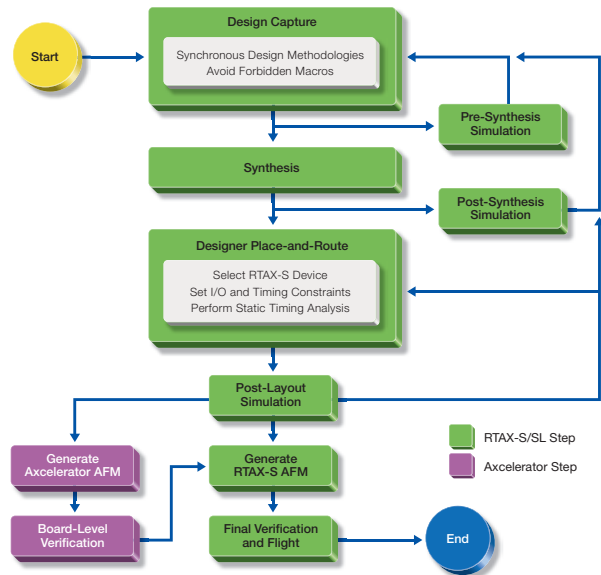 Design Capture
Start
Synchronous Design Methodologies
Avoid Forbidden Macros
Pre-Synthesis
Simulation
Synthesis
Post-Synthesis
Simulation
Designer Place-and-Route
Select RTAX-S Device
Set I/O and Timing Constraints
Perform Static Timing Analysis
Post-Layout
Simulation
RTAX-S/SL Step
Axcelerator Step
Generate
Axcelerator AFM
Generate
RTAX-S AFM
Board-Level
Verification
Final Verification
and Flight
End